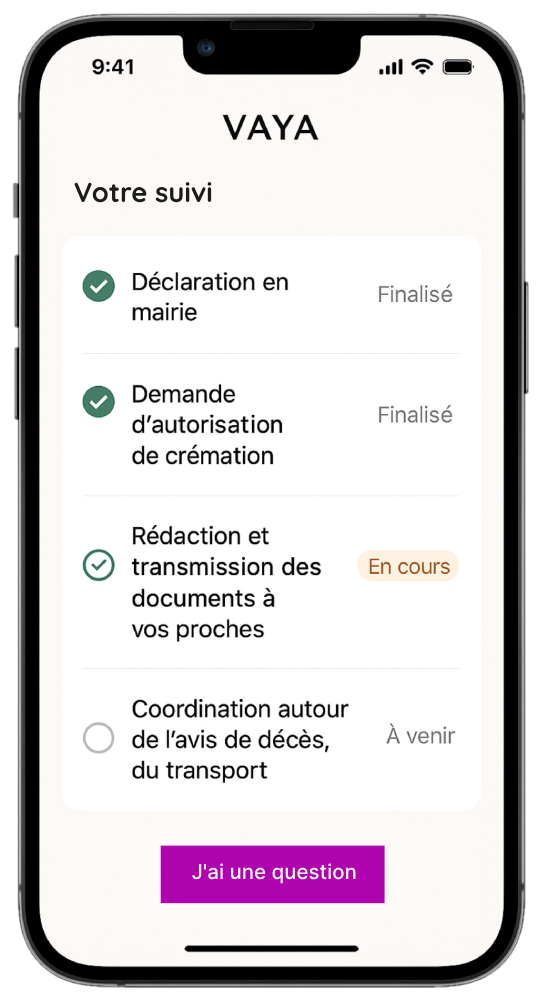 9:41
VAYA
Votre suivi
Déclaration en
mairie
Finalisé
Demande
d’autorisation
de crémation
Finalisé
Rédaction et
transmission des
documents à
vos proches
En cours
Coordination autour
de l’avis de décès,
du transport
À venir
J'ai une question